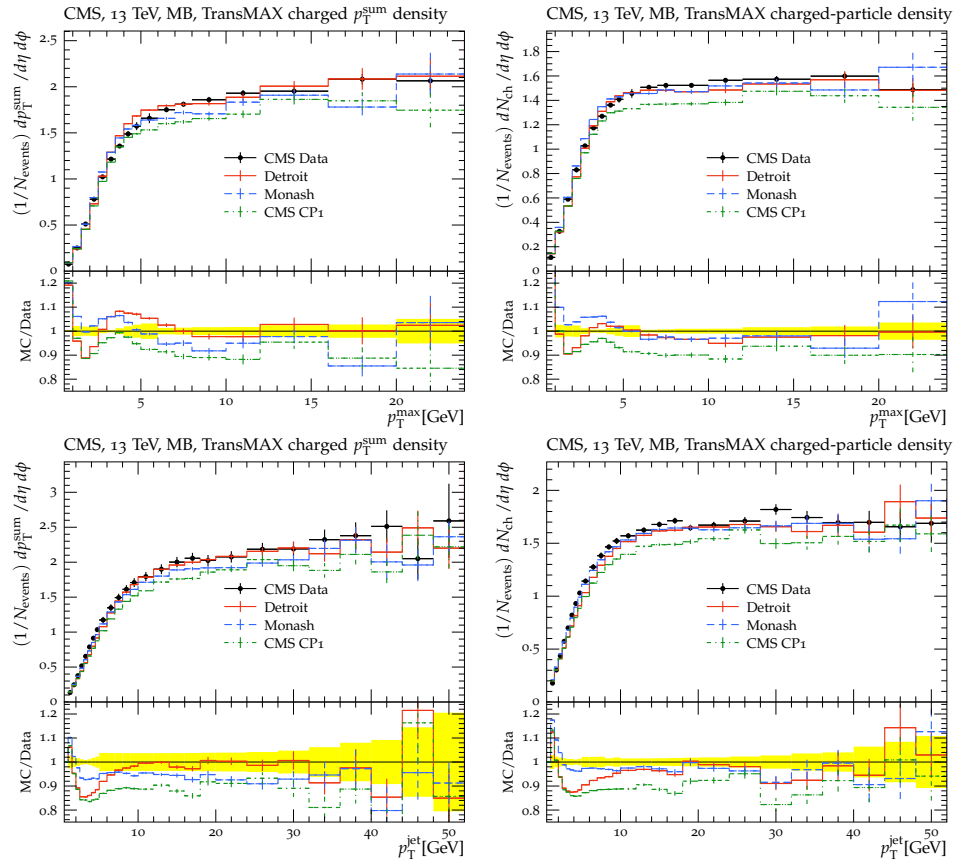 CMS, 13 TeV, MB, TransMAX charged p_T^sum density
(1/N_events) dp_T^sum/dη dφ
2.5
2
1.5
1
0.5
0
CMS Data
Detroit
Monash
CMS CP1
MC/Data
1.2
1.1
1
0.9
0.8
5 10 15 20
p_T^max [GeV]
CMS, 13 TeV, MB, TransMAX charged-particle density
(1/N_events) dN_ch/dη dφ
1.8
1.6
1.4
1.2
1.0
0.8
0.6
0.4
0.2
0
CMS Data
Detroit
Monash
CMS CP1
MC/Data
1.2
1.1
1
0.9
0.8
5 10 15 20
p_T^max [GeV]
CMS, 13 TeV, MB, TransMAX charged p_T^sum density
(1/N_events) dp_T^sum/dη dφ
3
2.5
2
1.5
1
0.5
0
CMS Data
Detroit
Monash
CMS CP1
MC/Data
1.2
1.1
1
0.9
0.8
10 20 30 40 50
p_T^jet [GeV]
CMS, 13 TeV, MB, TransMAX charged-particle density
(1/N_events) dN_ch/dη dφ
2
1.5
1
0.5
0
CMS Data
Detroit
Monash
CMS CP1
MC/Data
1.2
1.1
1
0.9
0.8
10 20 30 40 50
p_T^jet [GeV]